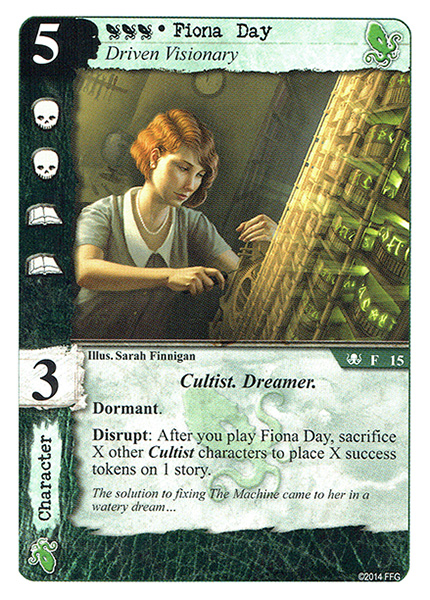 5
• Fiona Day
Driven Visionary
Illus. Sarah Finnigan
F 15
3
Character
Cultist. Dreamer.
Dormant.
Disrupt: After you play Fiona Day, sacrifice
X other Cultist characters to place X success
tokens on 1 story.
The solution to fixing The Machine came to her in a
watery dream…
©2014 FFG